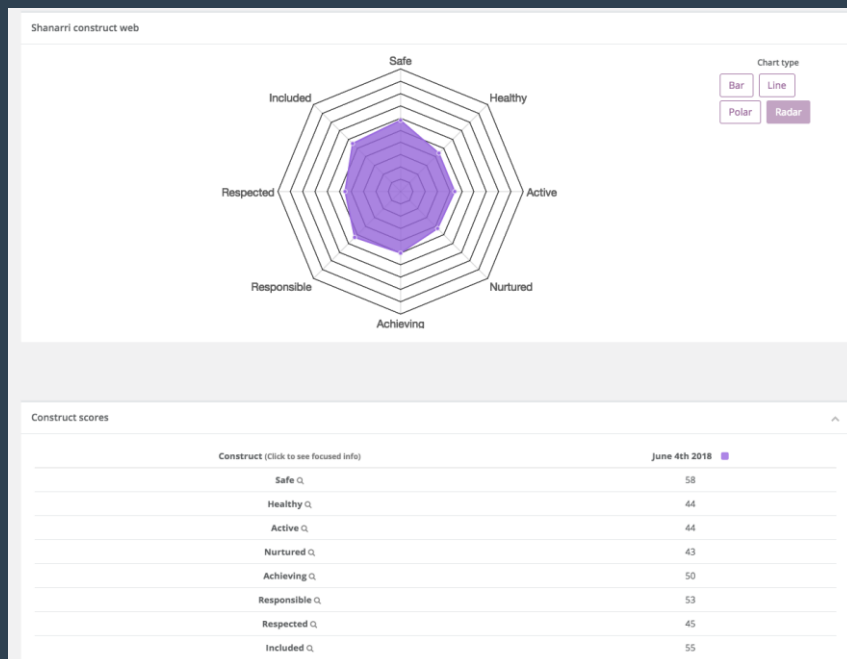 Shanarri construct web
Chart type
Bar
Line
Polar
Radar
Safe
Included
Healthy
Respected
Active
Responsible
Nurtured
Achieving
Construct scores
Construct (Click to see focused info) June 4th 2018
Safe 58
Healthy 44
Active 44
Nurtured 43
Achieving 50
Responsible 53
Respected 45
Included 55